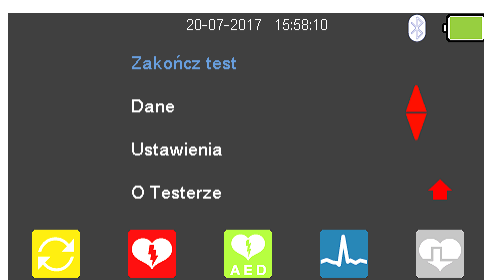 20-07-2017 15:58:10
Zakończ test
Dane
Ustawienia
O Testerze
AED